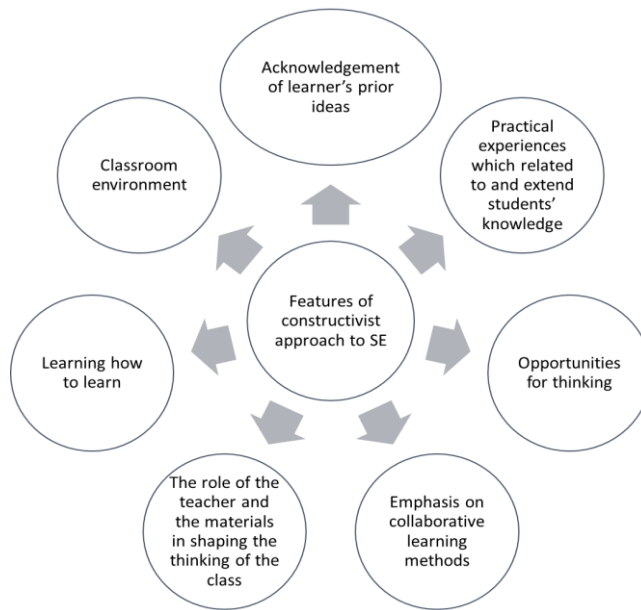 Acknowledgement
of learner's prior
ideas
Practical
experiences
which related
to and extend
students'
knowledge
Opportunities
for thinking
Emphasis on
collaborative
learning
methods
The role of the
teacher and
the materials
in shaping the
thinking of the
class
Learning how
to learn
Classroom
environment
Features of
constructivist
approach to SE